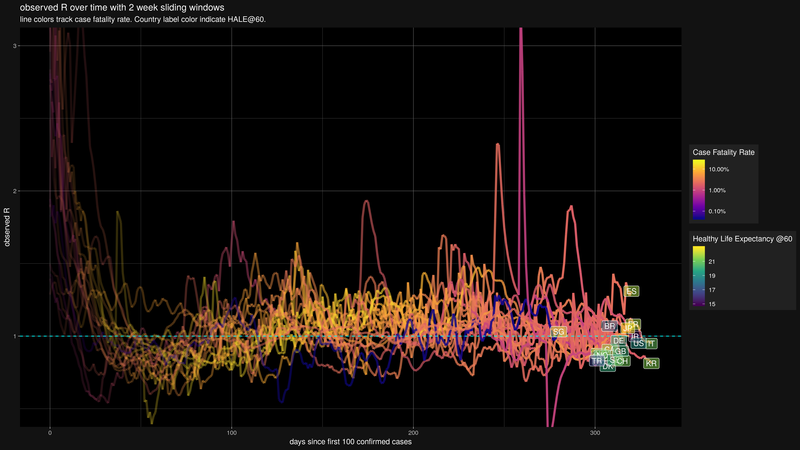 observed R over time with 2 week sliding windows
line colors track case fatality rate. Country label color indicate HALE@60.
3
2
1
observed R
0
100
200
300
days since first 100 confirmed cases
ES
SG
BR
DE
US
GB
TR
CH
DK
KR
Case Fatality Rate
10.00%
1.00%
0.10%
Healthy Life Expectancy @60
21
19
17
15